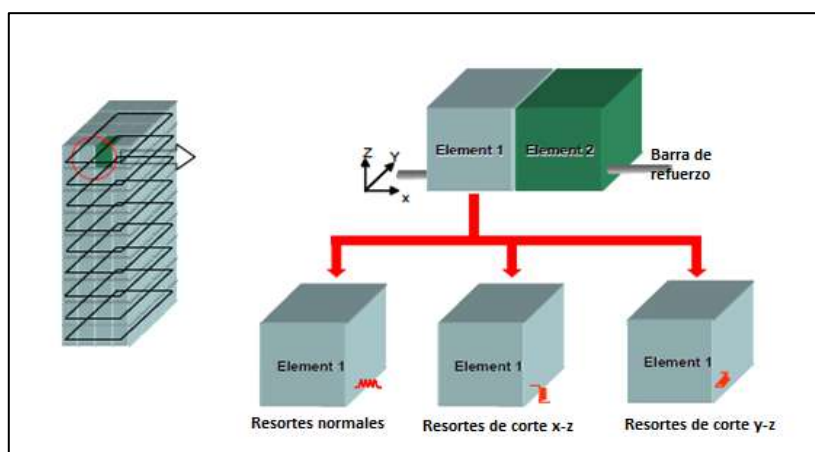 Element 1
Element 2
Barra de
refuerzo
Z
Y
x
Element 1
Element 1
Element 1
Resortes normales
Resortes de corte x-z
Resortes de corte y-z